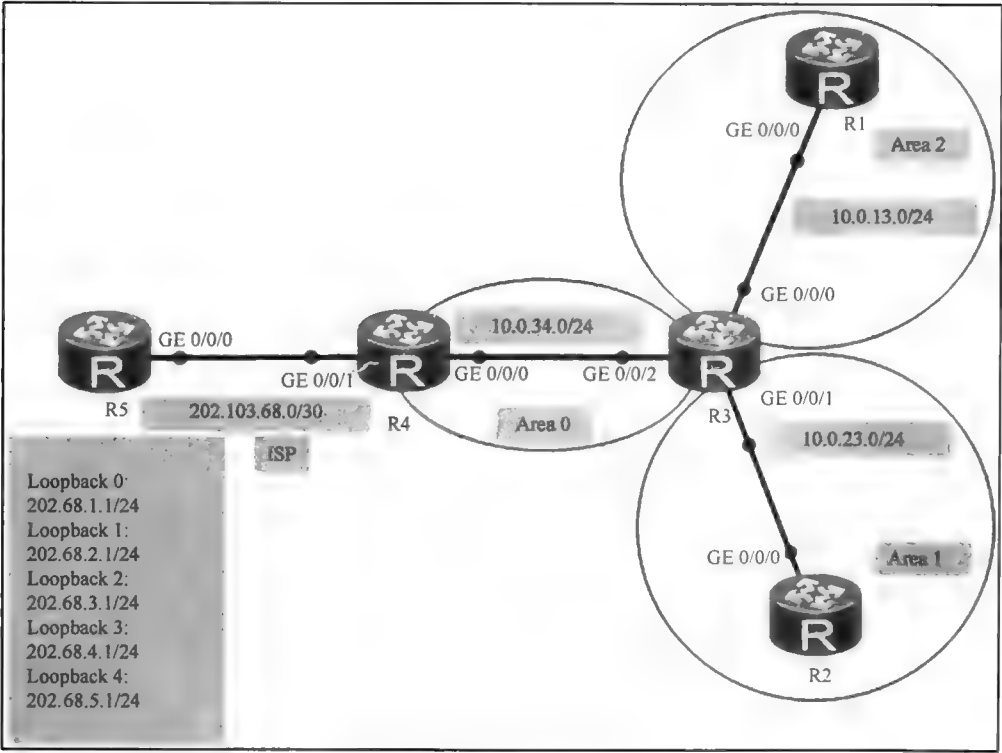 R
R1
GE 0/0/0
Area 2
10.0.13.0/24
GE 0/0/0
10.0.34.0/24
GE 0/0/0
R
R5
GE 0/0/1
R
R4
GE 0/0/0
GE 0/0/2
R
R3
GE 0/0/1
202.103.68.0/30
ISP
Area 0
10.0.23.0/24
Loopback 0:
202.68.1.1/24
Loopback 1:
202.68.2.1/24
Loopback 2:
202.68.3.1/24
Loopback 3:
202.68.4.1/24
Loopback 4:
202.68.5.1/24
GE 0/0/0
Area 1
R
R2